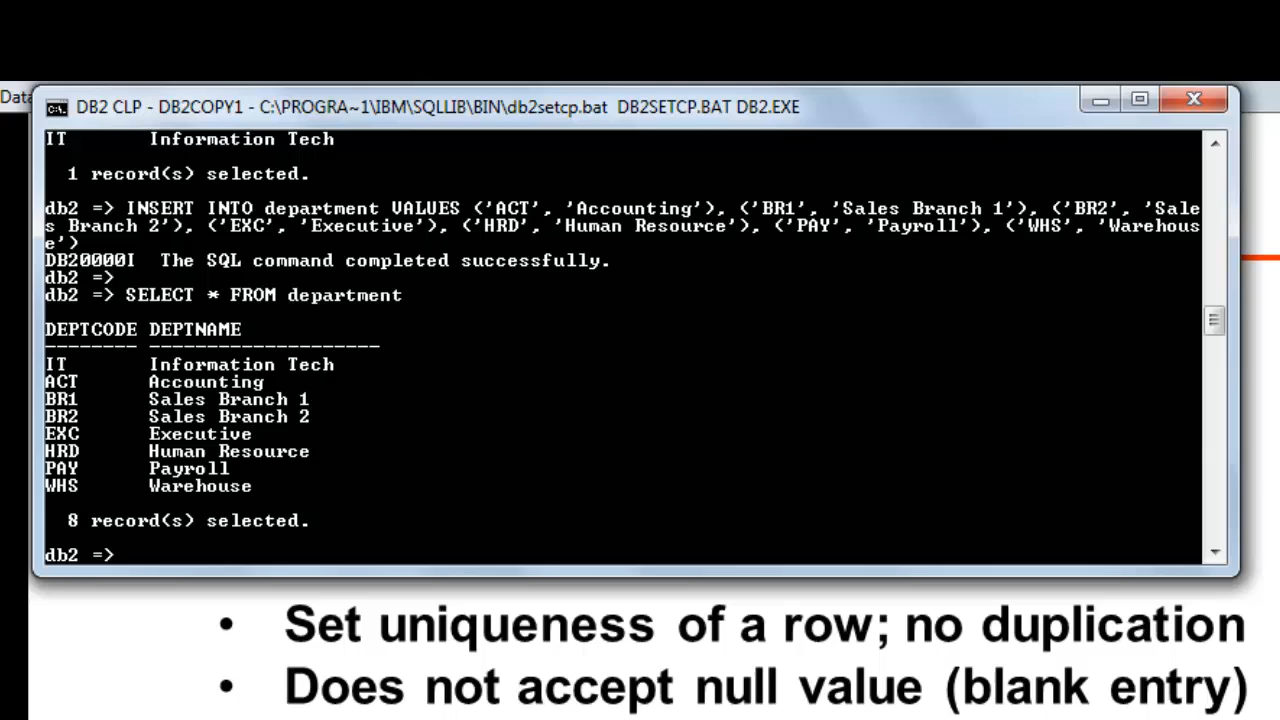 Data
DB2 CLP - DB2COPY1 - C:\PROGRA~1\IBM\SQLLIB\BIN\db2setcp.bat  DB2SETCP.BAT DB2.EXE
IT       Information Tech
1 record(s) selected.
db2 => INSERT INTO department VALUES ('ACT', 'Accounting'), ('BR1', 'Sales Branch 1'), ('BR2', 'Sale
s Branch 2'), ('EXC', 'Executive'), ('HRD', 'Human Resource'), ('PAY', 'Payroll'), ('WHS', 'Warehous
e')
DB20000I  The SQL command completed successfully.
db2 =>
db2 => SELECT * FROM department
DEPTCODE DEPTNAME
-------- --------------------
IT       Information Tech
ACT      Accounting
BR1      Sales Branch 1
BR2      Sales Branch 2
EXC      Executive
HRD      Human Resource
PAY      Payroll
WHS      Warehouse
8 record(s) selected.
db2 =>
• Set uniqueness of a row; no duplication
• Does not accept null value (blank entry)